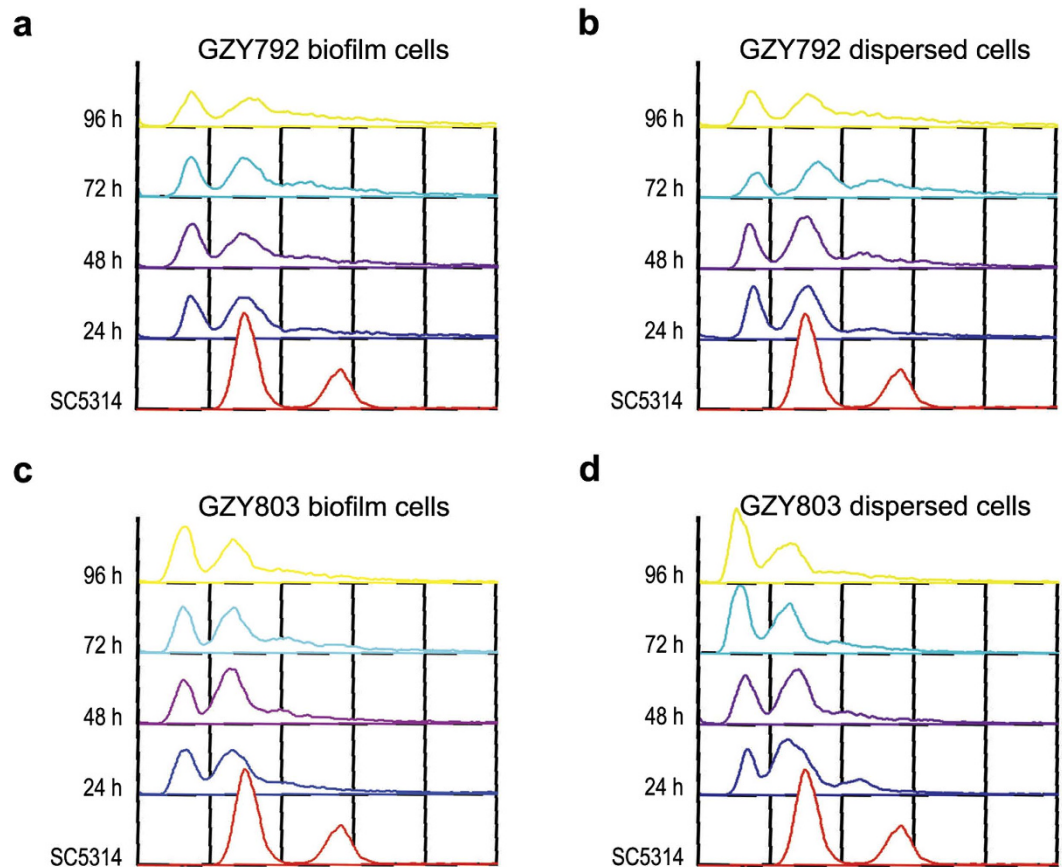 a
GZY792 biofilm cells
96 h
72 h
48 h
24 h
SC5314
b
GZY792 dispersed cells
96 h
72 h
48 h
24 h
SC5314
c
GZY803 biofilm cells
96 h
72 h
48 h
24 h
SC5314
d
GZY803 dispersed cells
96 h
72 h
48 h
24 h
SC5314